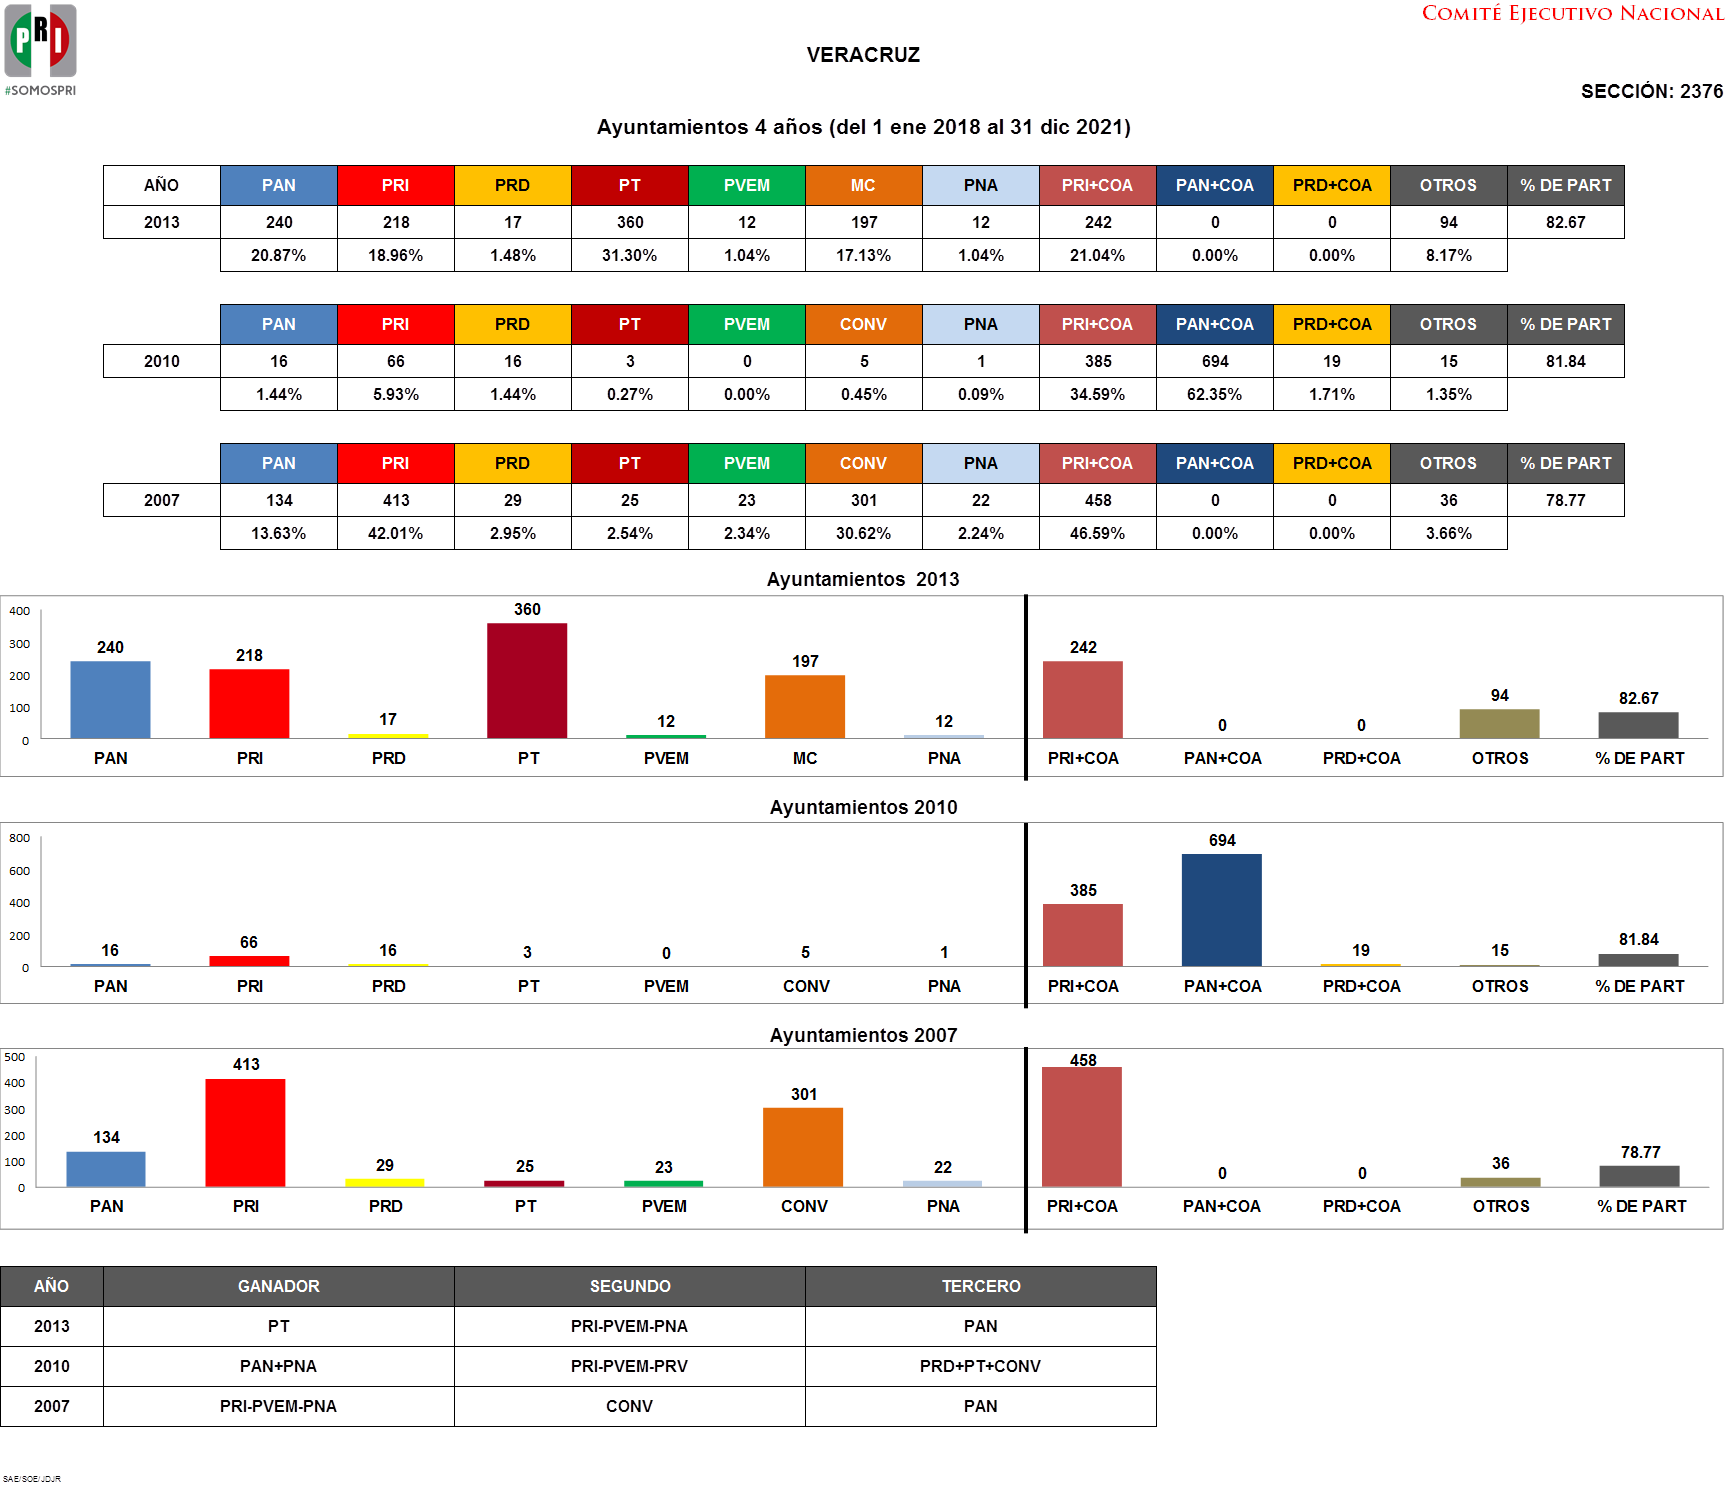 PRI
#SOMOSPRI
COMITÉ EJECUTIVO NACIONAL
VERACRUZ
SECCIÓN: 2376
Ayuntamientos 4 años (del 1 ene 2018 al 31 dic 2021)
AÑO PAN PRI PRD PT PVEM MC PNA PRI+COA PAN+COA PRD+COA OTROS % DE PART
2013 240 218 17 360 12 197 12 242 0 0 94 82.67
20.87% 18.96% 1.48% 31.30% 1.04% 17.13% 1.04% 21.04% 0.00% 0.00% 8.17%
PAN PRI PRD PT PVEM CONV PNA PRI+COA PAN+COA PRD+COA OTROS % DE PART
2010 16 66 16 3 0 5 1 385 694 19 15 81.84
1.44% 5.93% 1.44% 0.27% 0.00% 0.45% 0.09% 34.59% 62.35% 1.71% 1.35%
PAN PRI PRD PT PVEM CONV PNA PRI+COA PAN+COA PRD+COA OTROS % DE PART
2007 134 413 29 25 23 301 22 458 0 0 36 78.77
13.63% 42.01% 2.95% 2.54% 2.34% 30.62% 2.24% 46.59% 0.00% 0.00% 3.66%
Ayuntamientos 2013
400
300
200
100
0
240 218 17 360 12 197 12 242 0 0 94 82.67
PAN PRI PRD PT PVEM MC PNA PRI+COA PAN+COA PRD+COA OTROS % DE PART
Ayuntamientos 2010
800
600
400
200
0
16 66 16 3 0 5 1 385 694 19 15 81.84
PAN PRI PRD PT PVEM CONV PNA PRI+COA PAN+COA PRD+COA OTROS % DE PART
Ayuntamientos 2007
500
400
300
200
100
0
134 413 29 25 23 301 22 458 0 0 36 78.77
PAN PRI PRD PT PVEM CONV PNA PRI+COA PAN+COA PRD+COA OTROS % DE PART
AÑO GANADOR SEGUNDO TERCERO
2013 PT PRI-PVEM-PNA PAN
2010 PAN+PNA PRI-PVEM-PRV PRD+PT+CONV
2007 PRI-PVEM-PNA CONV PAN
SAE/SOE/JDJR